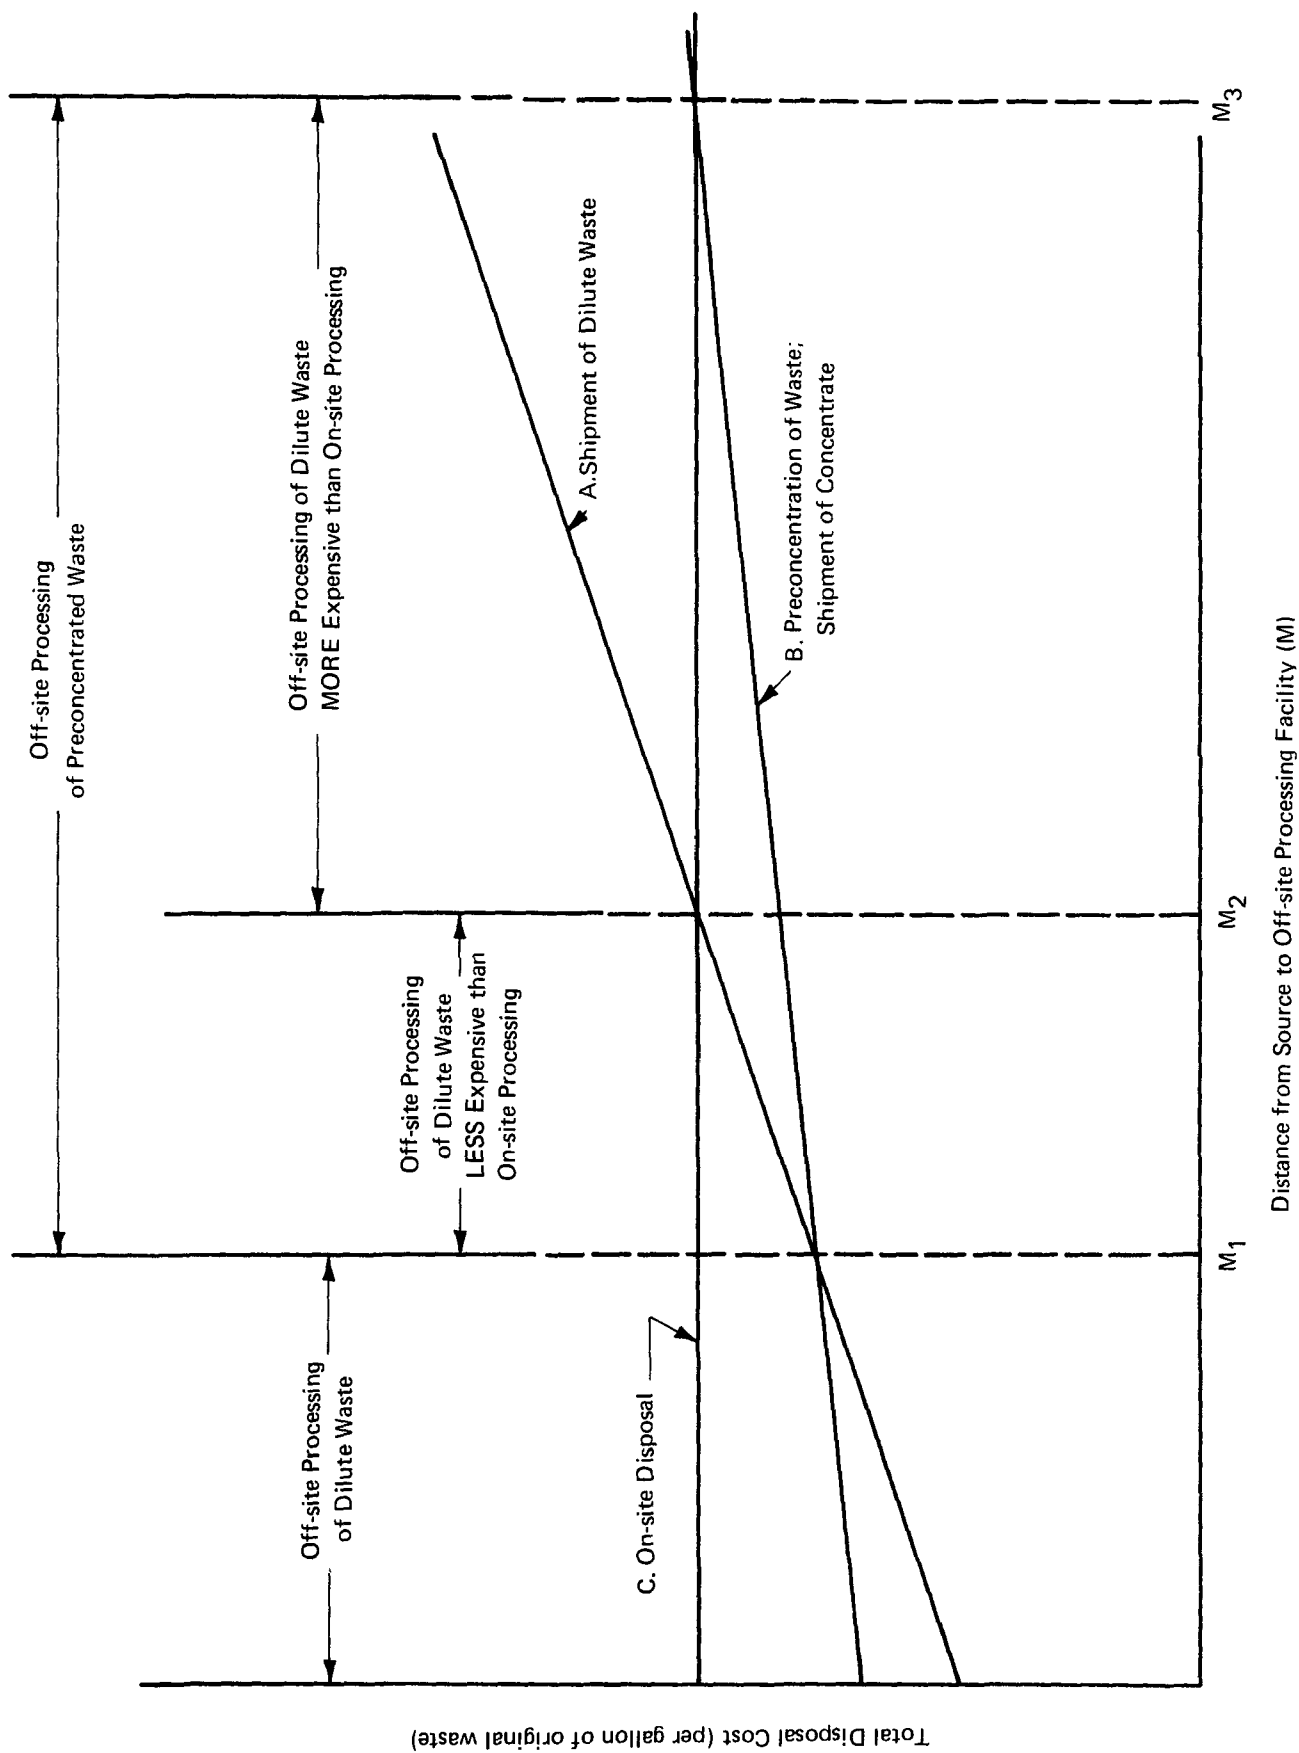 Off-site Processing
of Preconcentrated Waste
Off-site Processing of Dilute Waste
MORE Expensive than On-site Processing
Off-site Processing
of Dilute Waste
LESS Expensive than
On-site Processing
Off-site Processing
of Dilute Waste
A.Shipment of Dilute Waste
C. On-site Disposal
B. Preconcentration of Waste;
Shipment of Concentrate
M1
M2
M3
Distance from Source to Off-site Processing Facility (M)
Total Disposal Cost (per gallon of original waste)